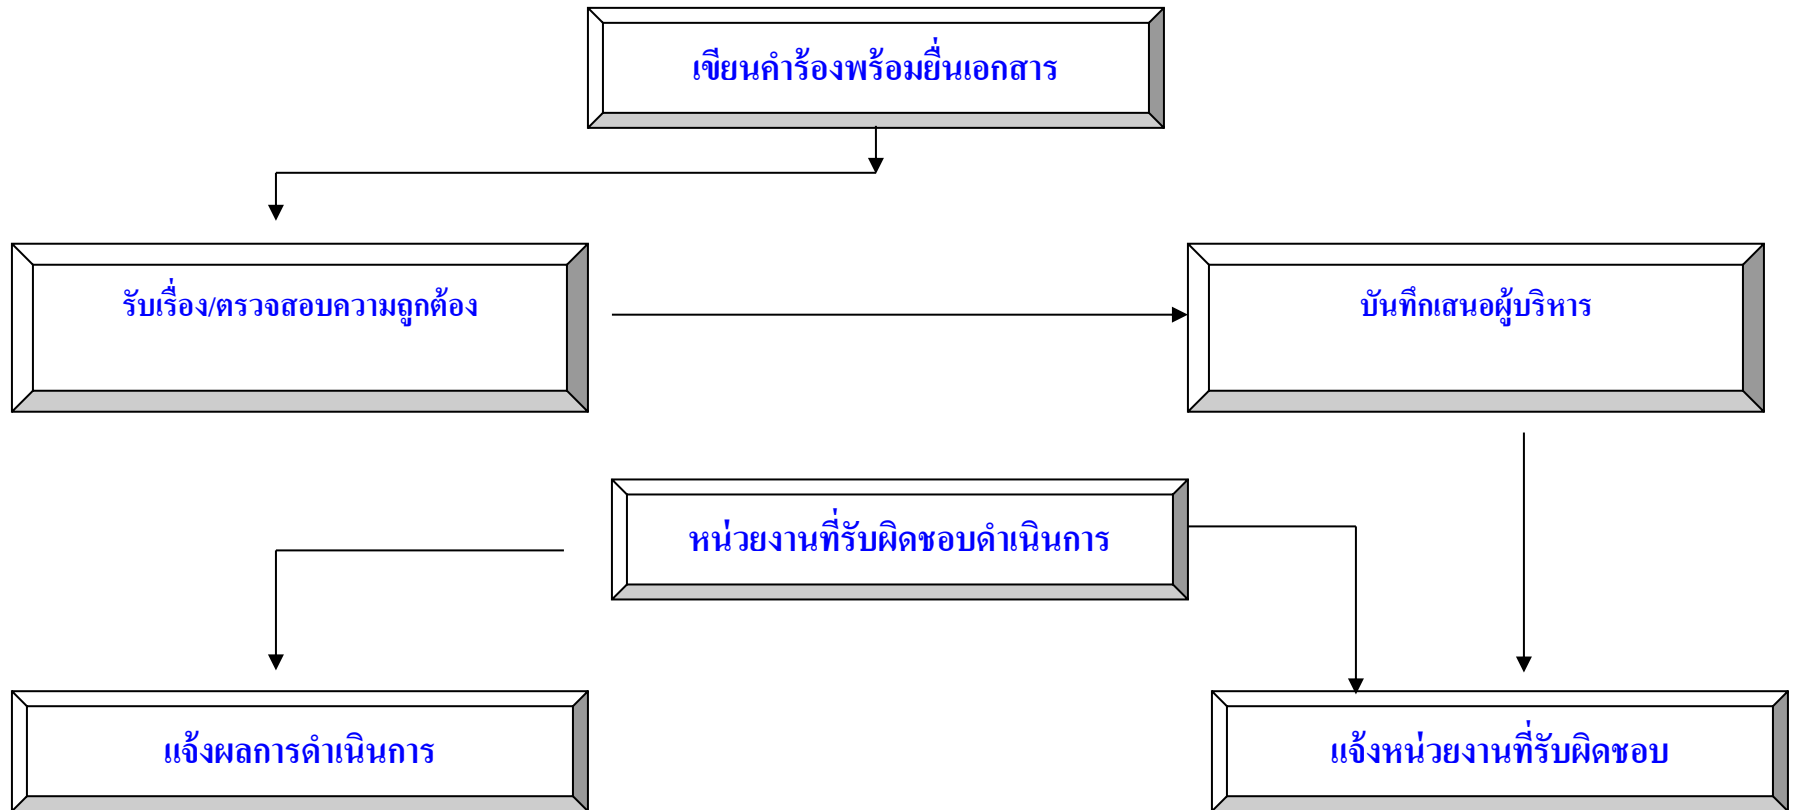 เขียนคำร้องพร้อมยื่นเอกสาร
รับเรื่อง/ตรวจสอบความถูกต้อง
บันทึกเสนอผู้บริหาร
หน่วยงานที่รับผิดชอบดำเนินการ
แจ้งผลการดำเนินการ
แจ้งหน่วยงานที่รับผิดชอบ